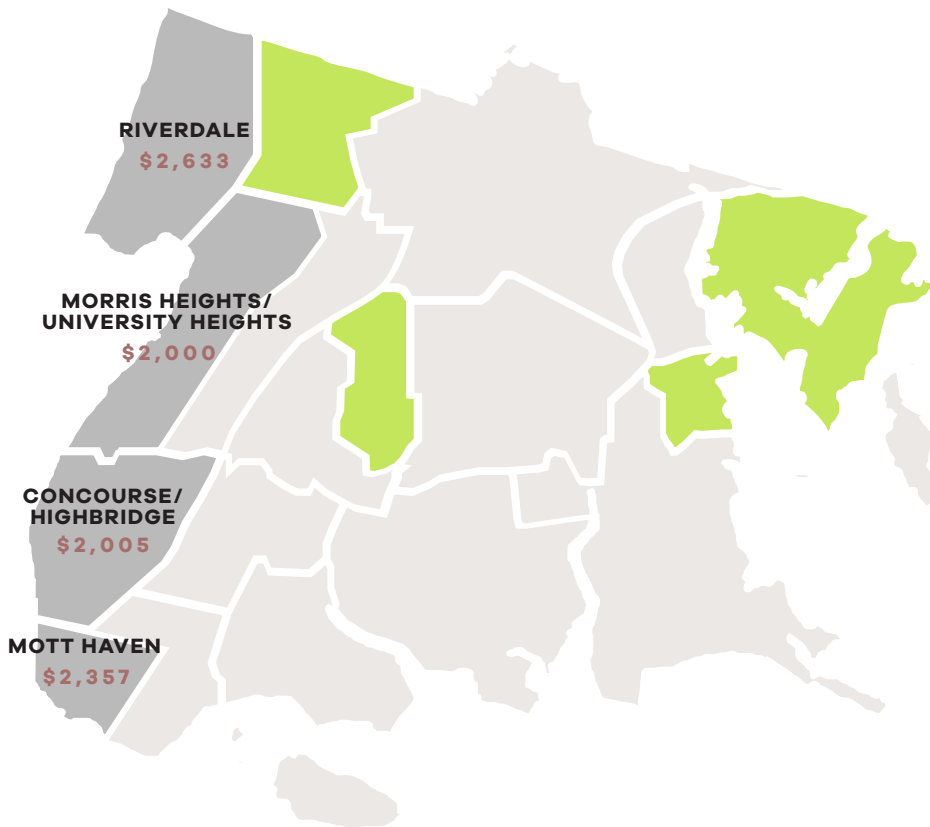 RIVERDALE
$2,633
MORRIS HEIGHTS/
UNIVERSITY HEIGHTS
$2,000
CONCOURSE/
HIGHBRIDGE
$2,005
MOTT HAVEN
$2,357